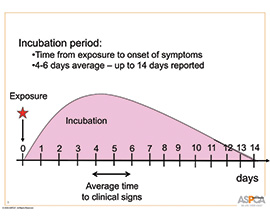 Incubation period:
•Time from exposure to onset of symptoms
•4-6 days average – up to 14 days reported
Exposure
Incubation
0 1 2 3 4 5 6 7 8 9 10 11 12 13 14
days
Average time
to clinical signs
ASPCA